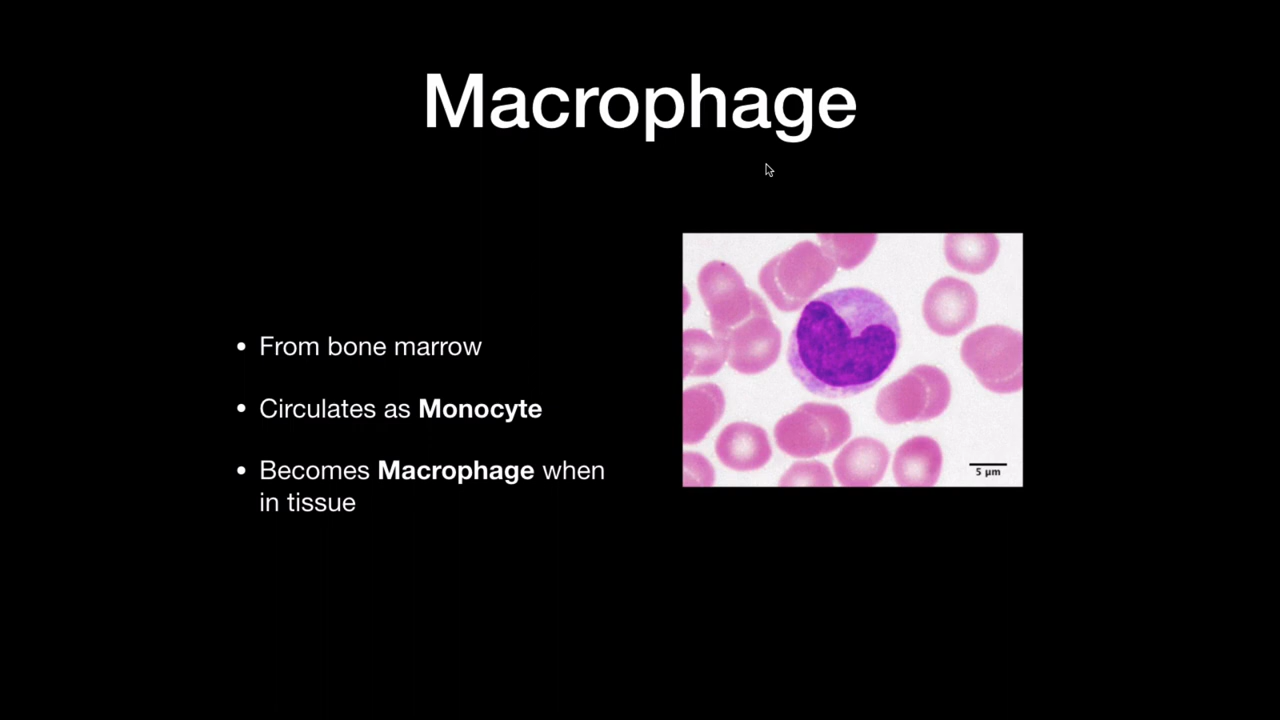 Macrophage
• From bone marrow
• Circulates as Monocyte
• Becomes Macrophage when
in tissue
5 µm